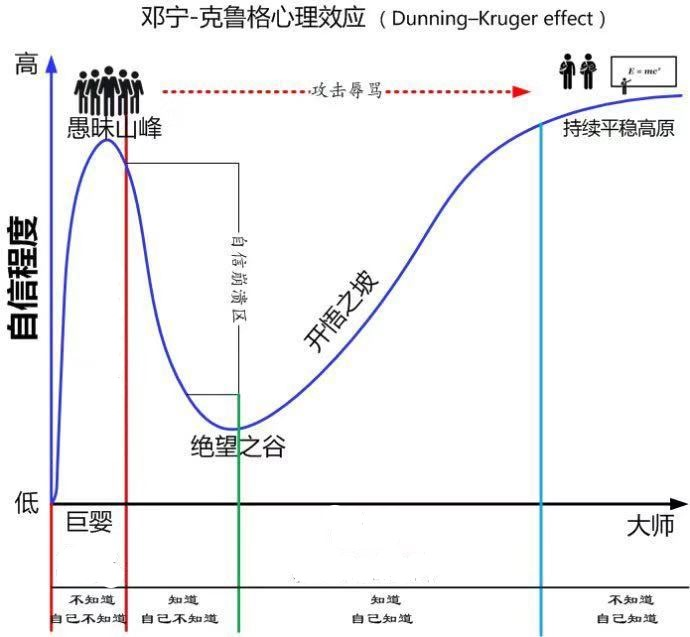 邓宁-克鲁格心理效应（Dunning–Kruger effect）
高
攻击辱骂
E = mc²
愚昧山峰
持续平稳高原
自信程度
自信崩溃区
开悟之坡
绝望之谷
低
巨婴
大师
不知道
自己不知道
知道
自己不知道
知道
自己知道
不知道
自己知道